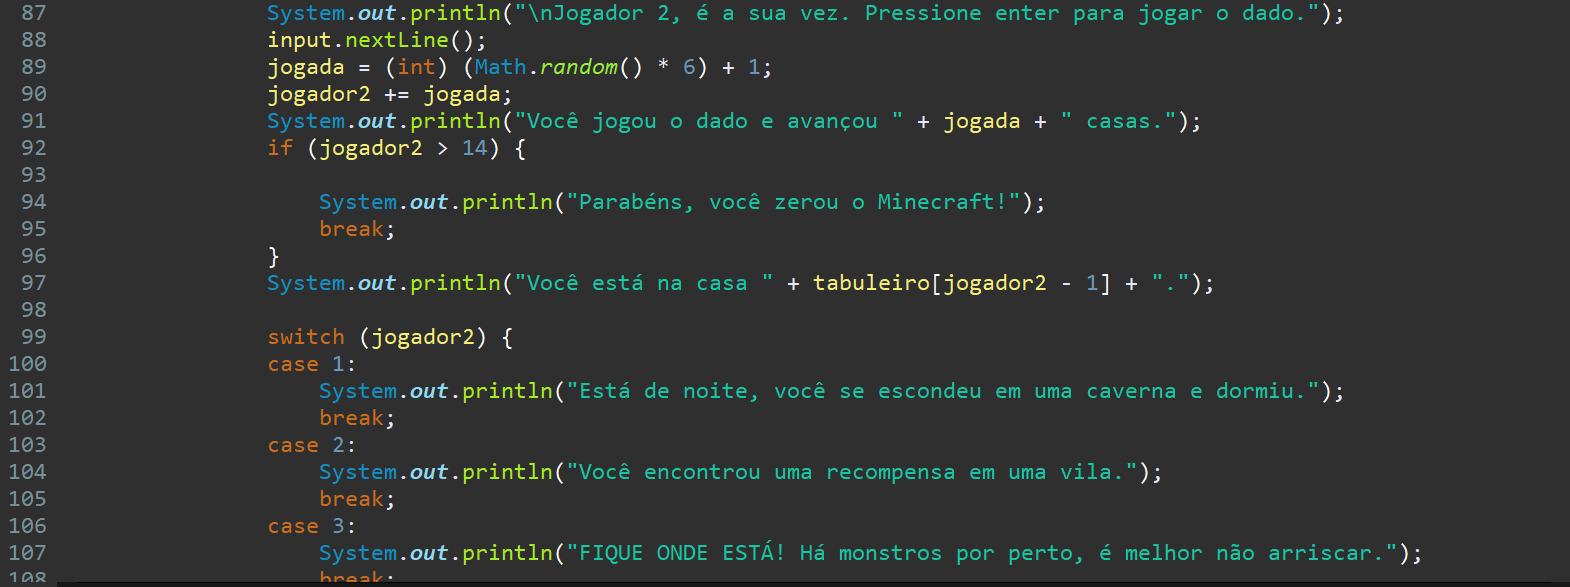 87 System.out.println("\nJogador 2, é a sua vez. Pressione enter para jogar o dado.");
88 input.nextLine();
89 jogada = (int) (Math.random() * 6) + 1;
90 jogador2 += jogada;
91 System.out.println("Você jogou o dado e avançou " + jogada + " casas.");
92 if (jogador2 > 14) {
93
94 System.out.println("Parabéns, você zerou o Minecraft!");
95 break;
96 }
97 System.out.println("Você está na casa " + tabuleiro[jogador2 - 1] + ".");
98
99 switch (jogador2) {
100 case 1:
101 System.out.println("Está de noite, você se escondeu em uma caverna e dormiu.");
102 break;
103 case 2:
104 System.out.println("Você encontrou uma recompensa em uma vila.");
105 break;
106 case 3:
107 System.out.println("FIQUE ONDE ESTÁ! Há monstros por perto, é melhor não arriscar.");
108 break;